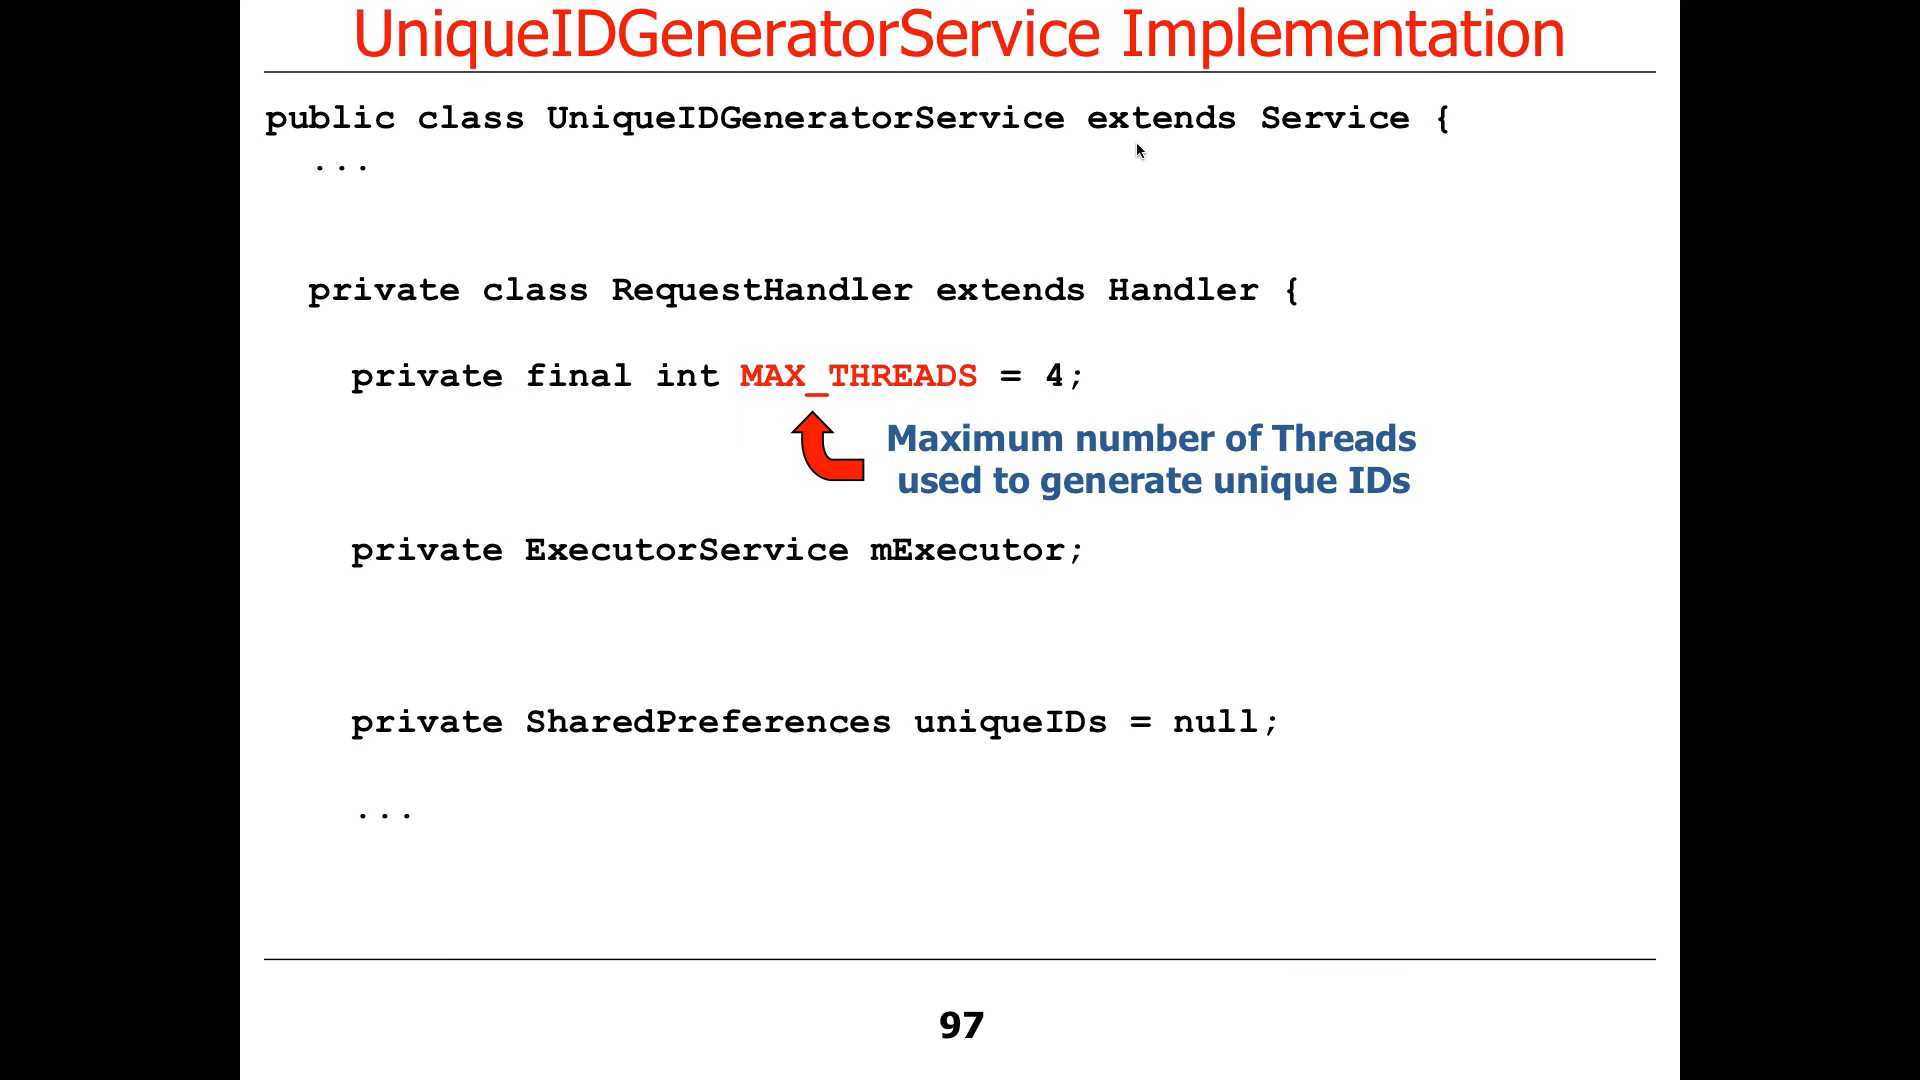 UniqueIDGeneratorService Implementation
public class UniqueIDGeneratorService extends Service {
...
private class RequestHandler extends Handler {
private final int MAX_THREADS = 4;
Maximum number of Threads
used to generate unique IDs
private ExecutorService mExecutor;
private SharedPreferences uniqueIDs = null;
...
97